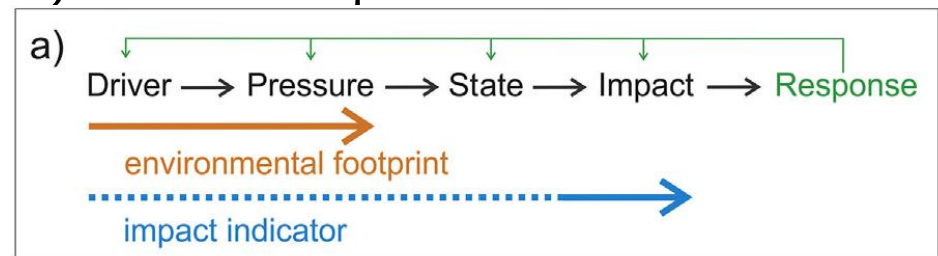 a)
Driver → Pressure → State → Impact → Response
environmental footprint
impact indicator